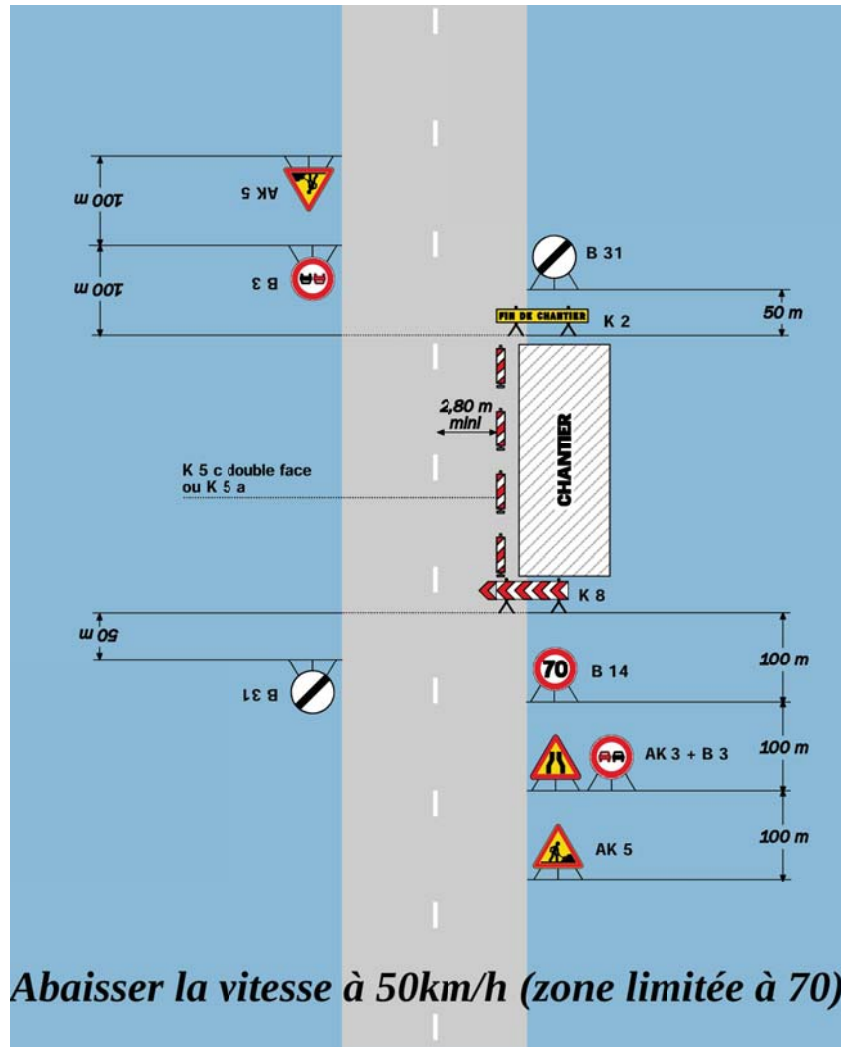 AK 5
100 m
B 3
100 m
B 31
50 m
FIN DE CHANTIER
K 2
2,80 m
mini
CHANTIER
K 5 c double face
ou K 5 a
K 8
50 m
B 31
70
B 14
100 m
AK 3 + B 3
100 m
AK 5
100 m
Abaisser la vitesse à 50km/h (zone limitée à 70)